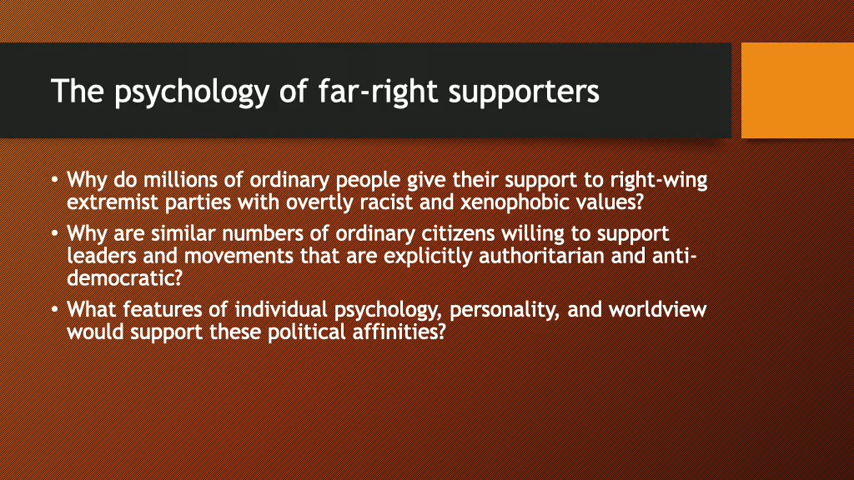 The psychology of far-right supporters
• Why do millions of ordinary people give their support to right-wing
extremist parties with overtly racist and xenophobic values?
• Why are similar numbers of ordinary citizens willing to support
leaders and movements that are explicitly authoritarian and anti-
democratic?
• What features of individual psychology, personality, and worldview
would support these political affinities?